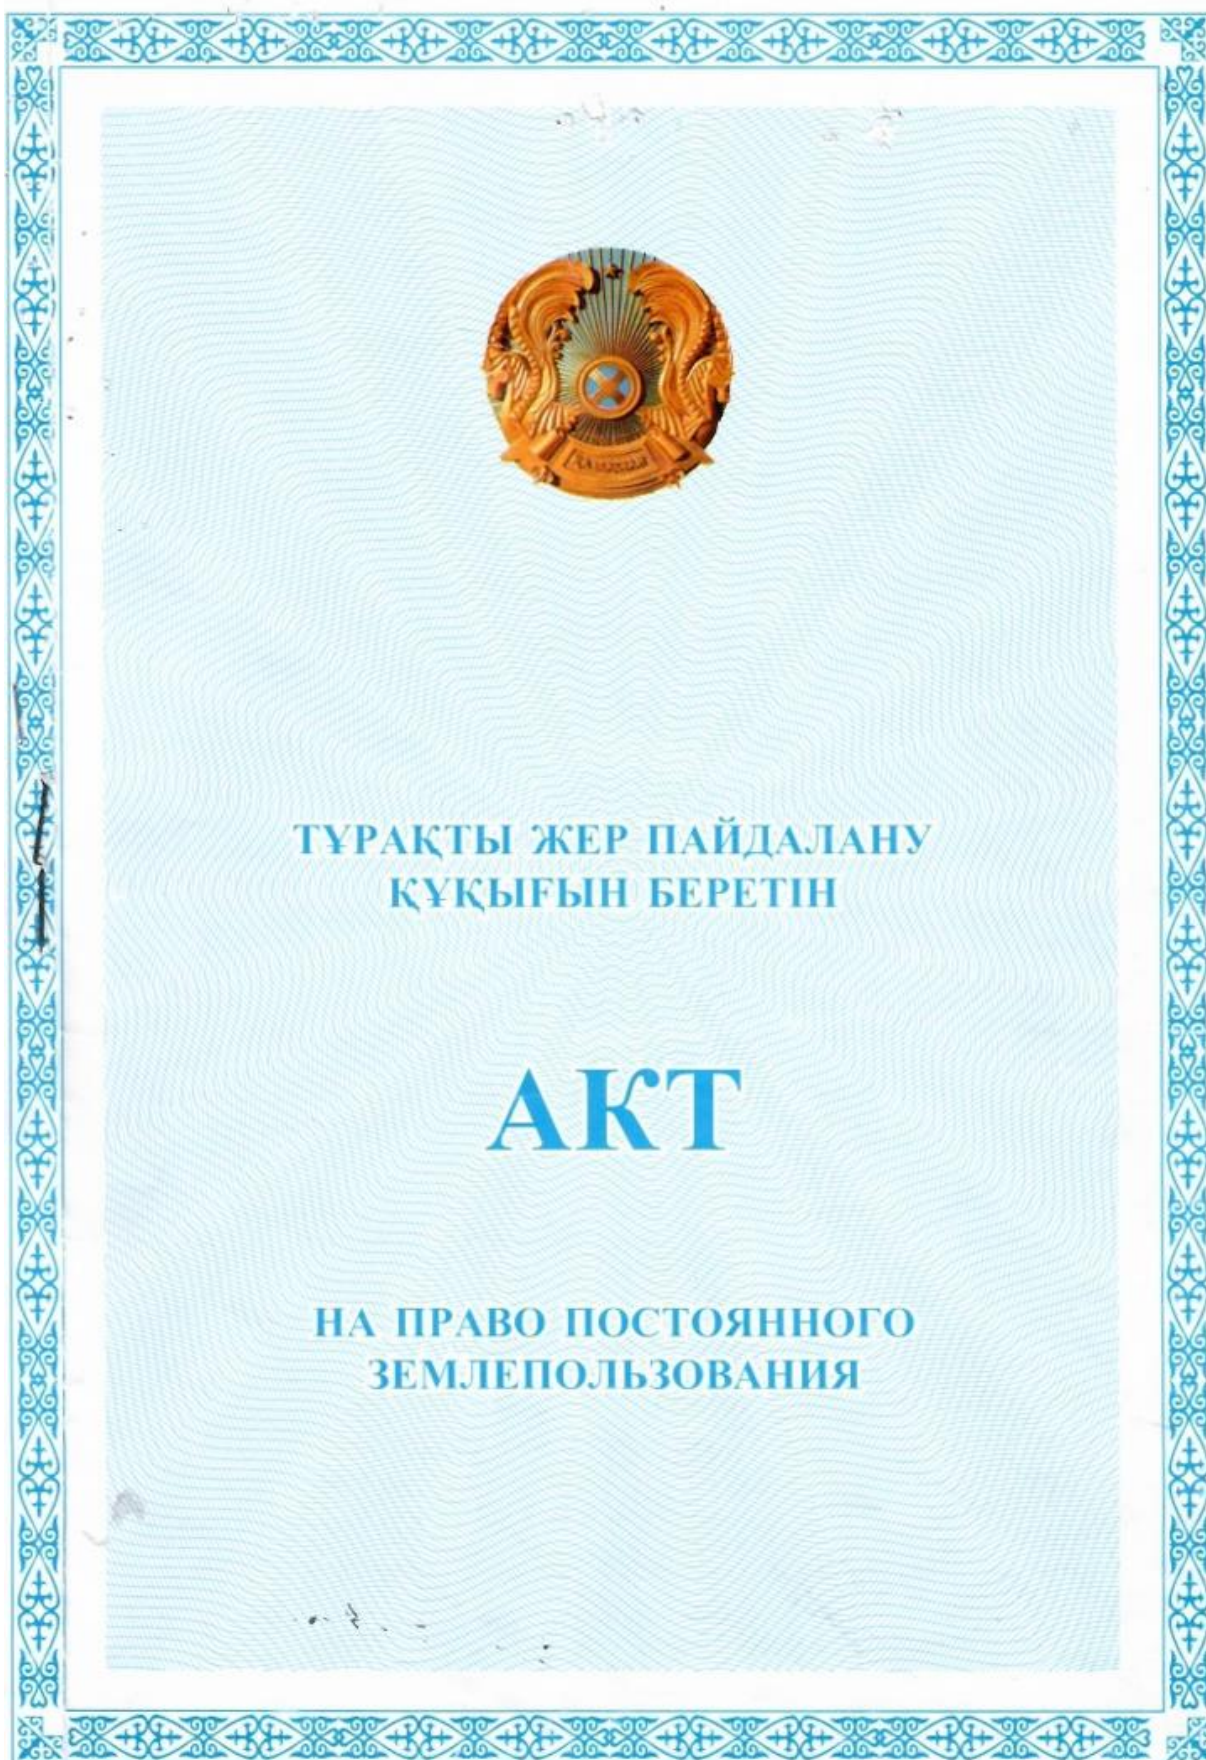 ТҰРАҚТЫ ЖЕР ПАЙДАЛАНУ
ҚҰҚЫҒЫН БЕРЕТІН
АКТ
НА ПРАВО ПОСТОЯННОГО
ЗЕМЛЕПОЛЬЗОВАНИЯ